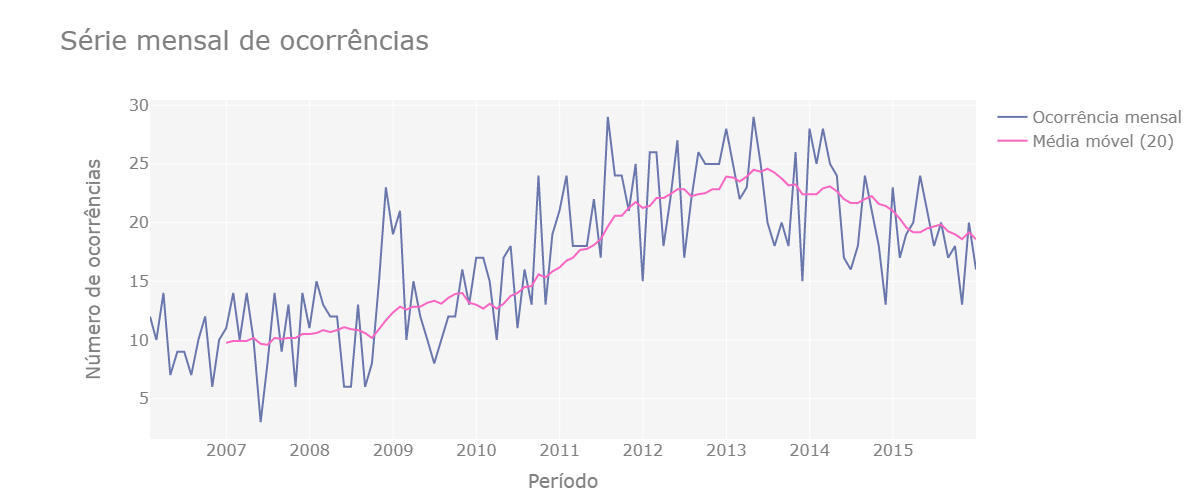 Série mensal de ocorrências
Número de ocorrências
30
25
20
15
10
5
2007 2008 2009 2010 2011 2012 2013 2014 2015
Período
Ocorrência mensal
Média móvel (20)